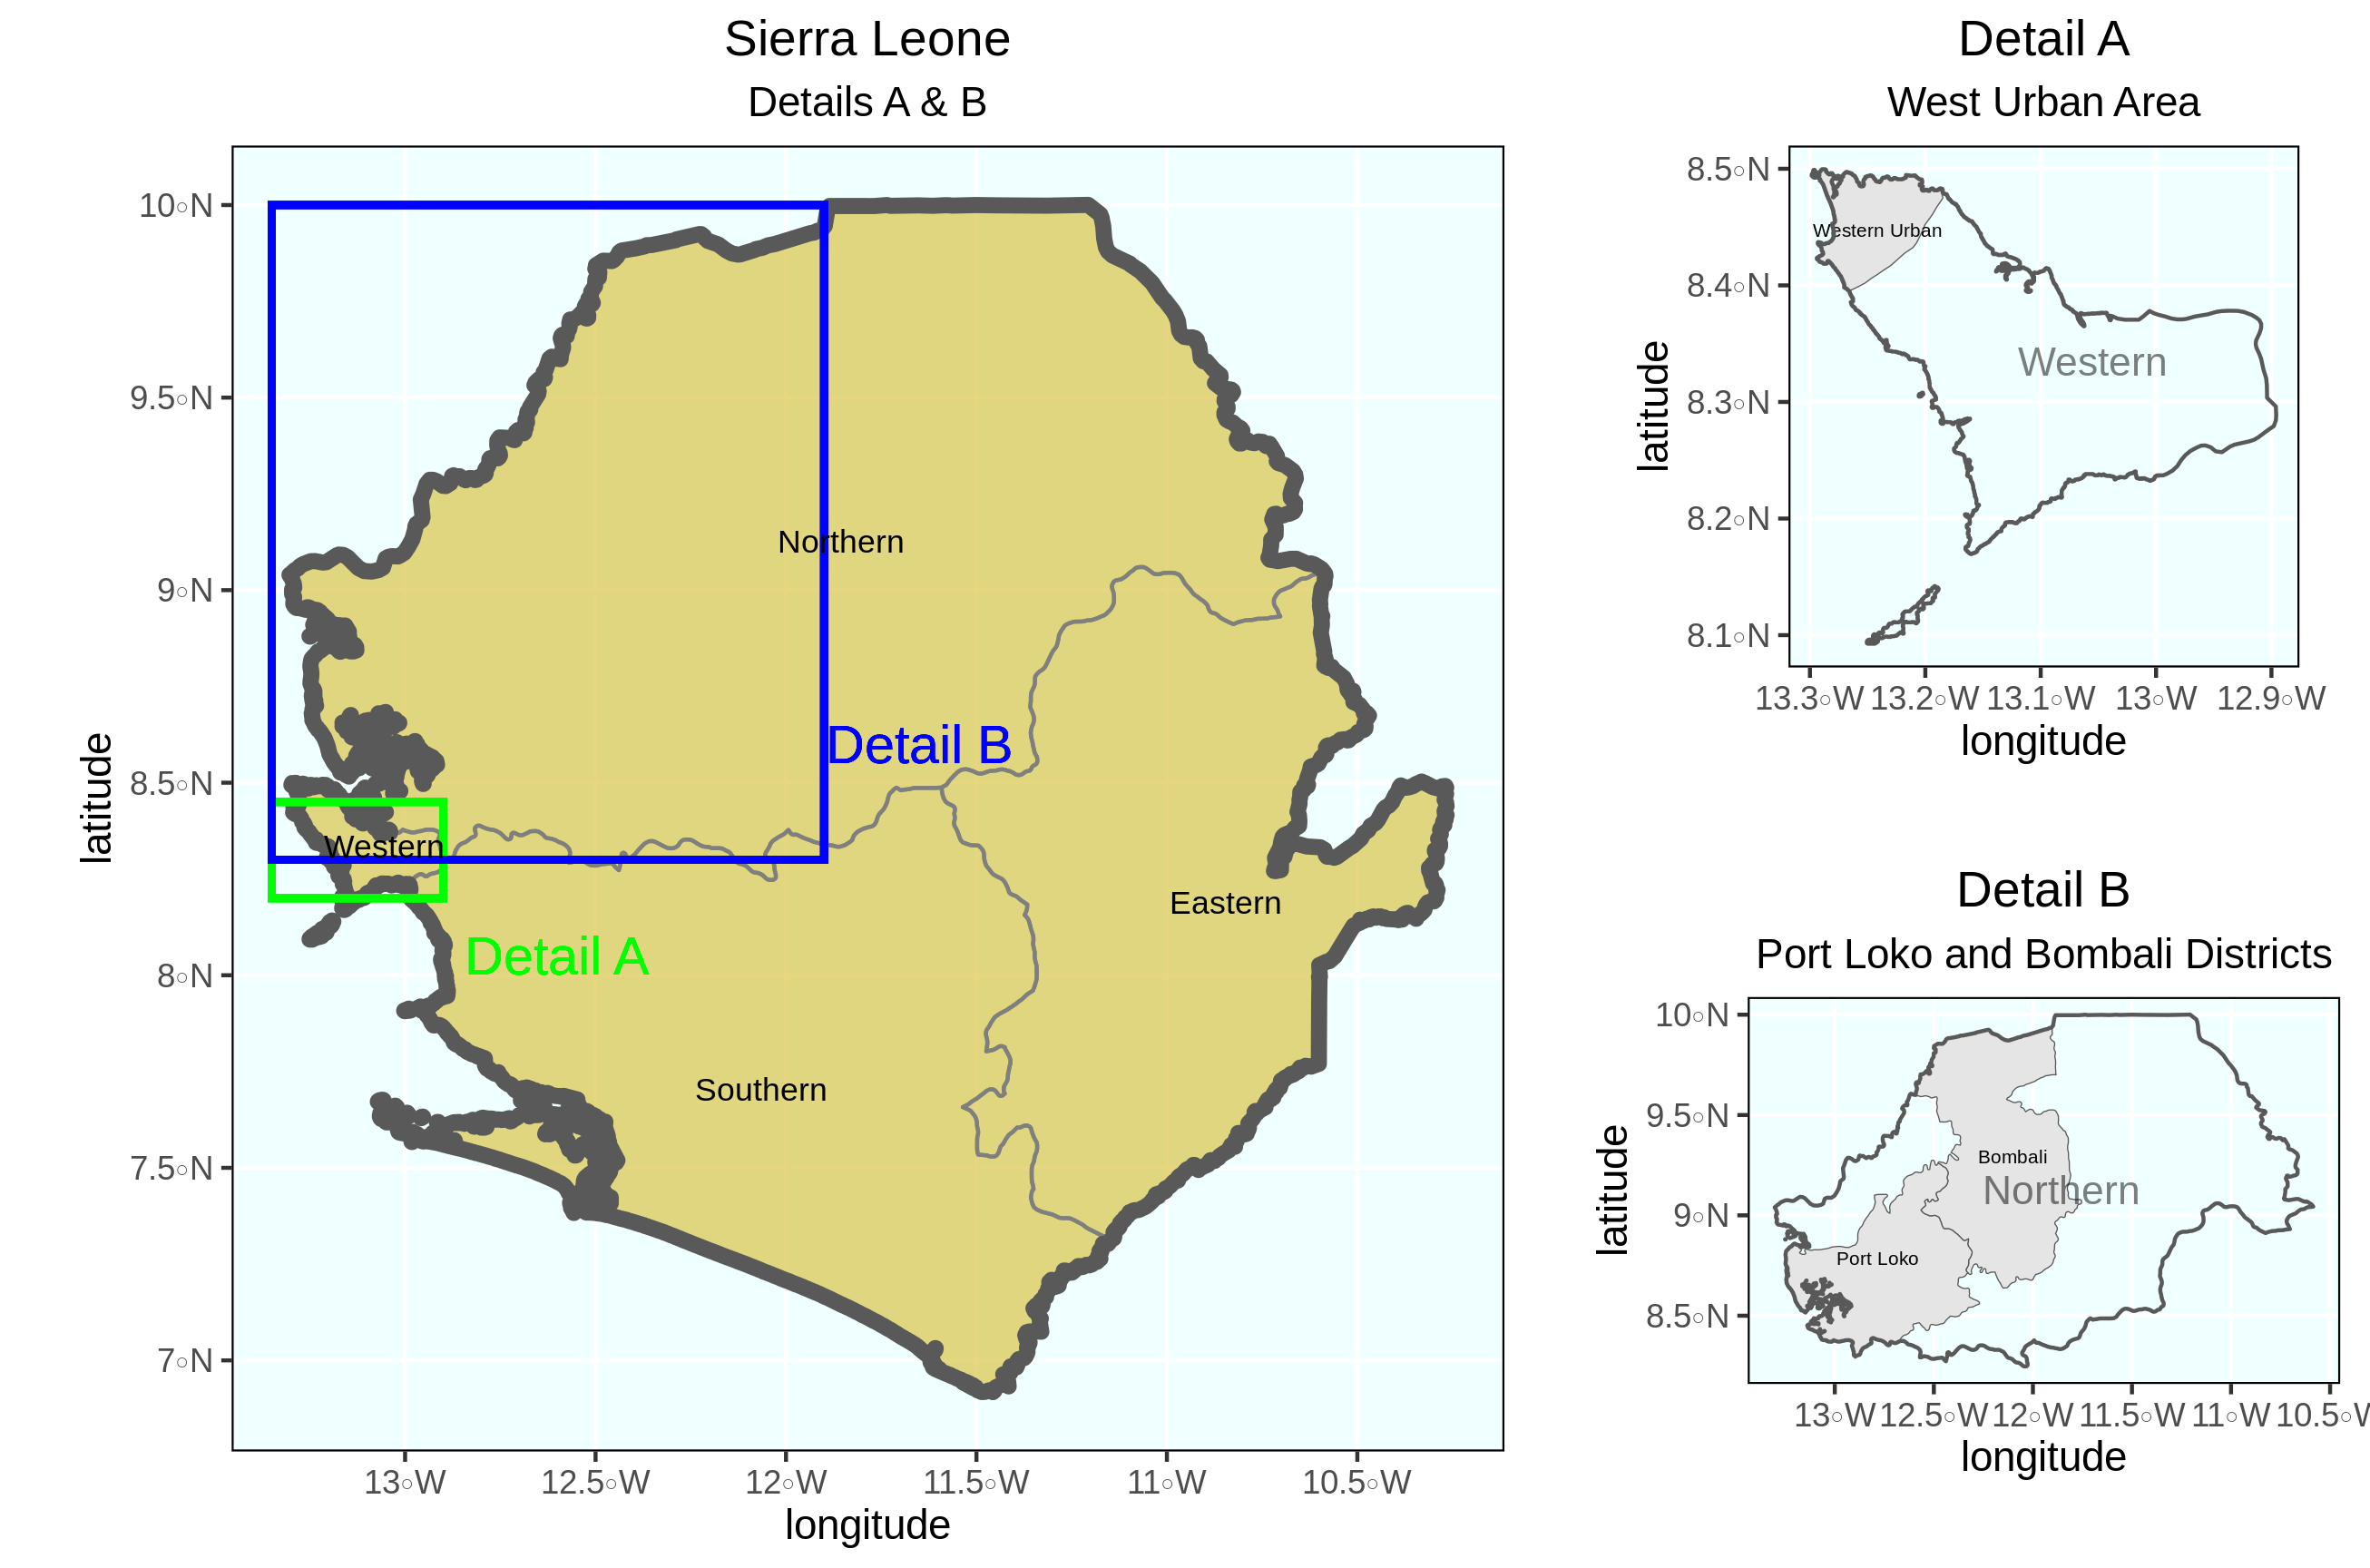 Sierra Leone
Details A & B
latitude
10◦N
9.5◦N
9◦N
8.5◦N
8◦N
7.5◦N
7◦N
Northern
Detail B
Western
Eastern
Detail A
Southern
13◦W 12.5◦W 12◦W 11.5◦W 11◦W 10.5◦W
longitude
Detail A
West Urban Area
latitude
8.5◦N
8.4◦N
8.3◦N
8.2◦N
8.1◦N
Western Urban
Western
13.3◦W 13.2◦W 13.1◦W 13◦W 12.9◦W
longitude
Detail B
Port Loko and Bombali Districts
latitude
10◦N
9.5◦N
9◦N
8.5◦N
Bombali
Northern
Port Loko
13◦W 12.5◦W 12◦W 11.5◦W 11◦W 10.5◦W
longitude